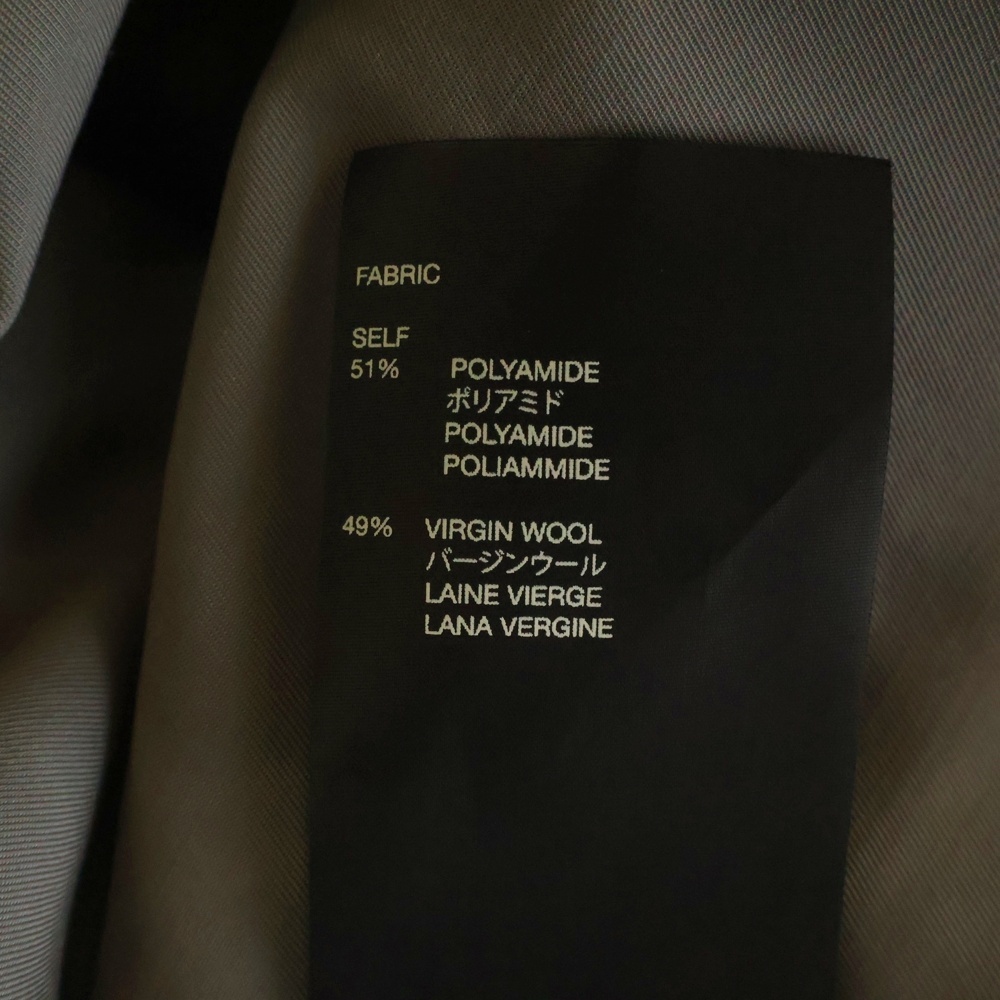 FABRIC
SELF
51% POLYAMIDE
ポリアミド
POLYAMIDE
POLIAMMIDE
49% VIRGIN WOOL
バージンウール
LAINE VIERGE
LANA VERGINE